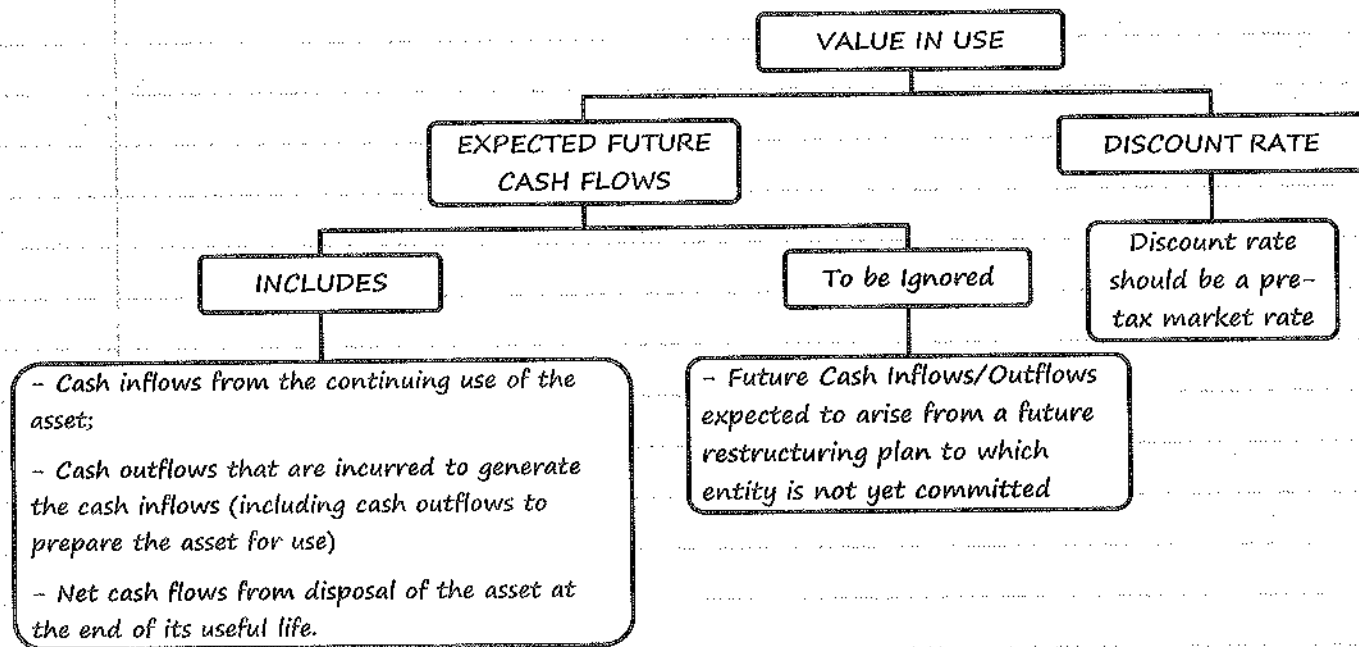 VALUE IN USE
EXPECTED FUTURE
CASH FLOWS
DISCOUNT RATE
INCLUDES
To be Ignored
Discount rate
should be a pre-
tax market rate
- Cash inflows from the continuing use of the
asset;
- Cash outflows that are incurred to generate
the cash inflows (including cash outflows to
prepare the asset for use)
- Net cash flows from disposal of the asset at
the end of its useful life.
- Future Cash Inflows/Outflows
expected to arise from a future
restructuring plan to which
entity is not yet committed